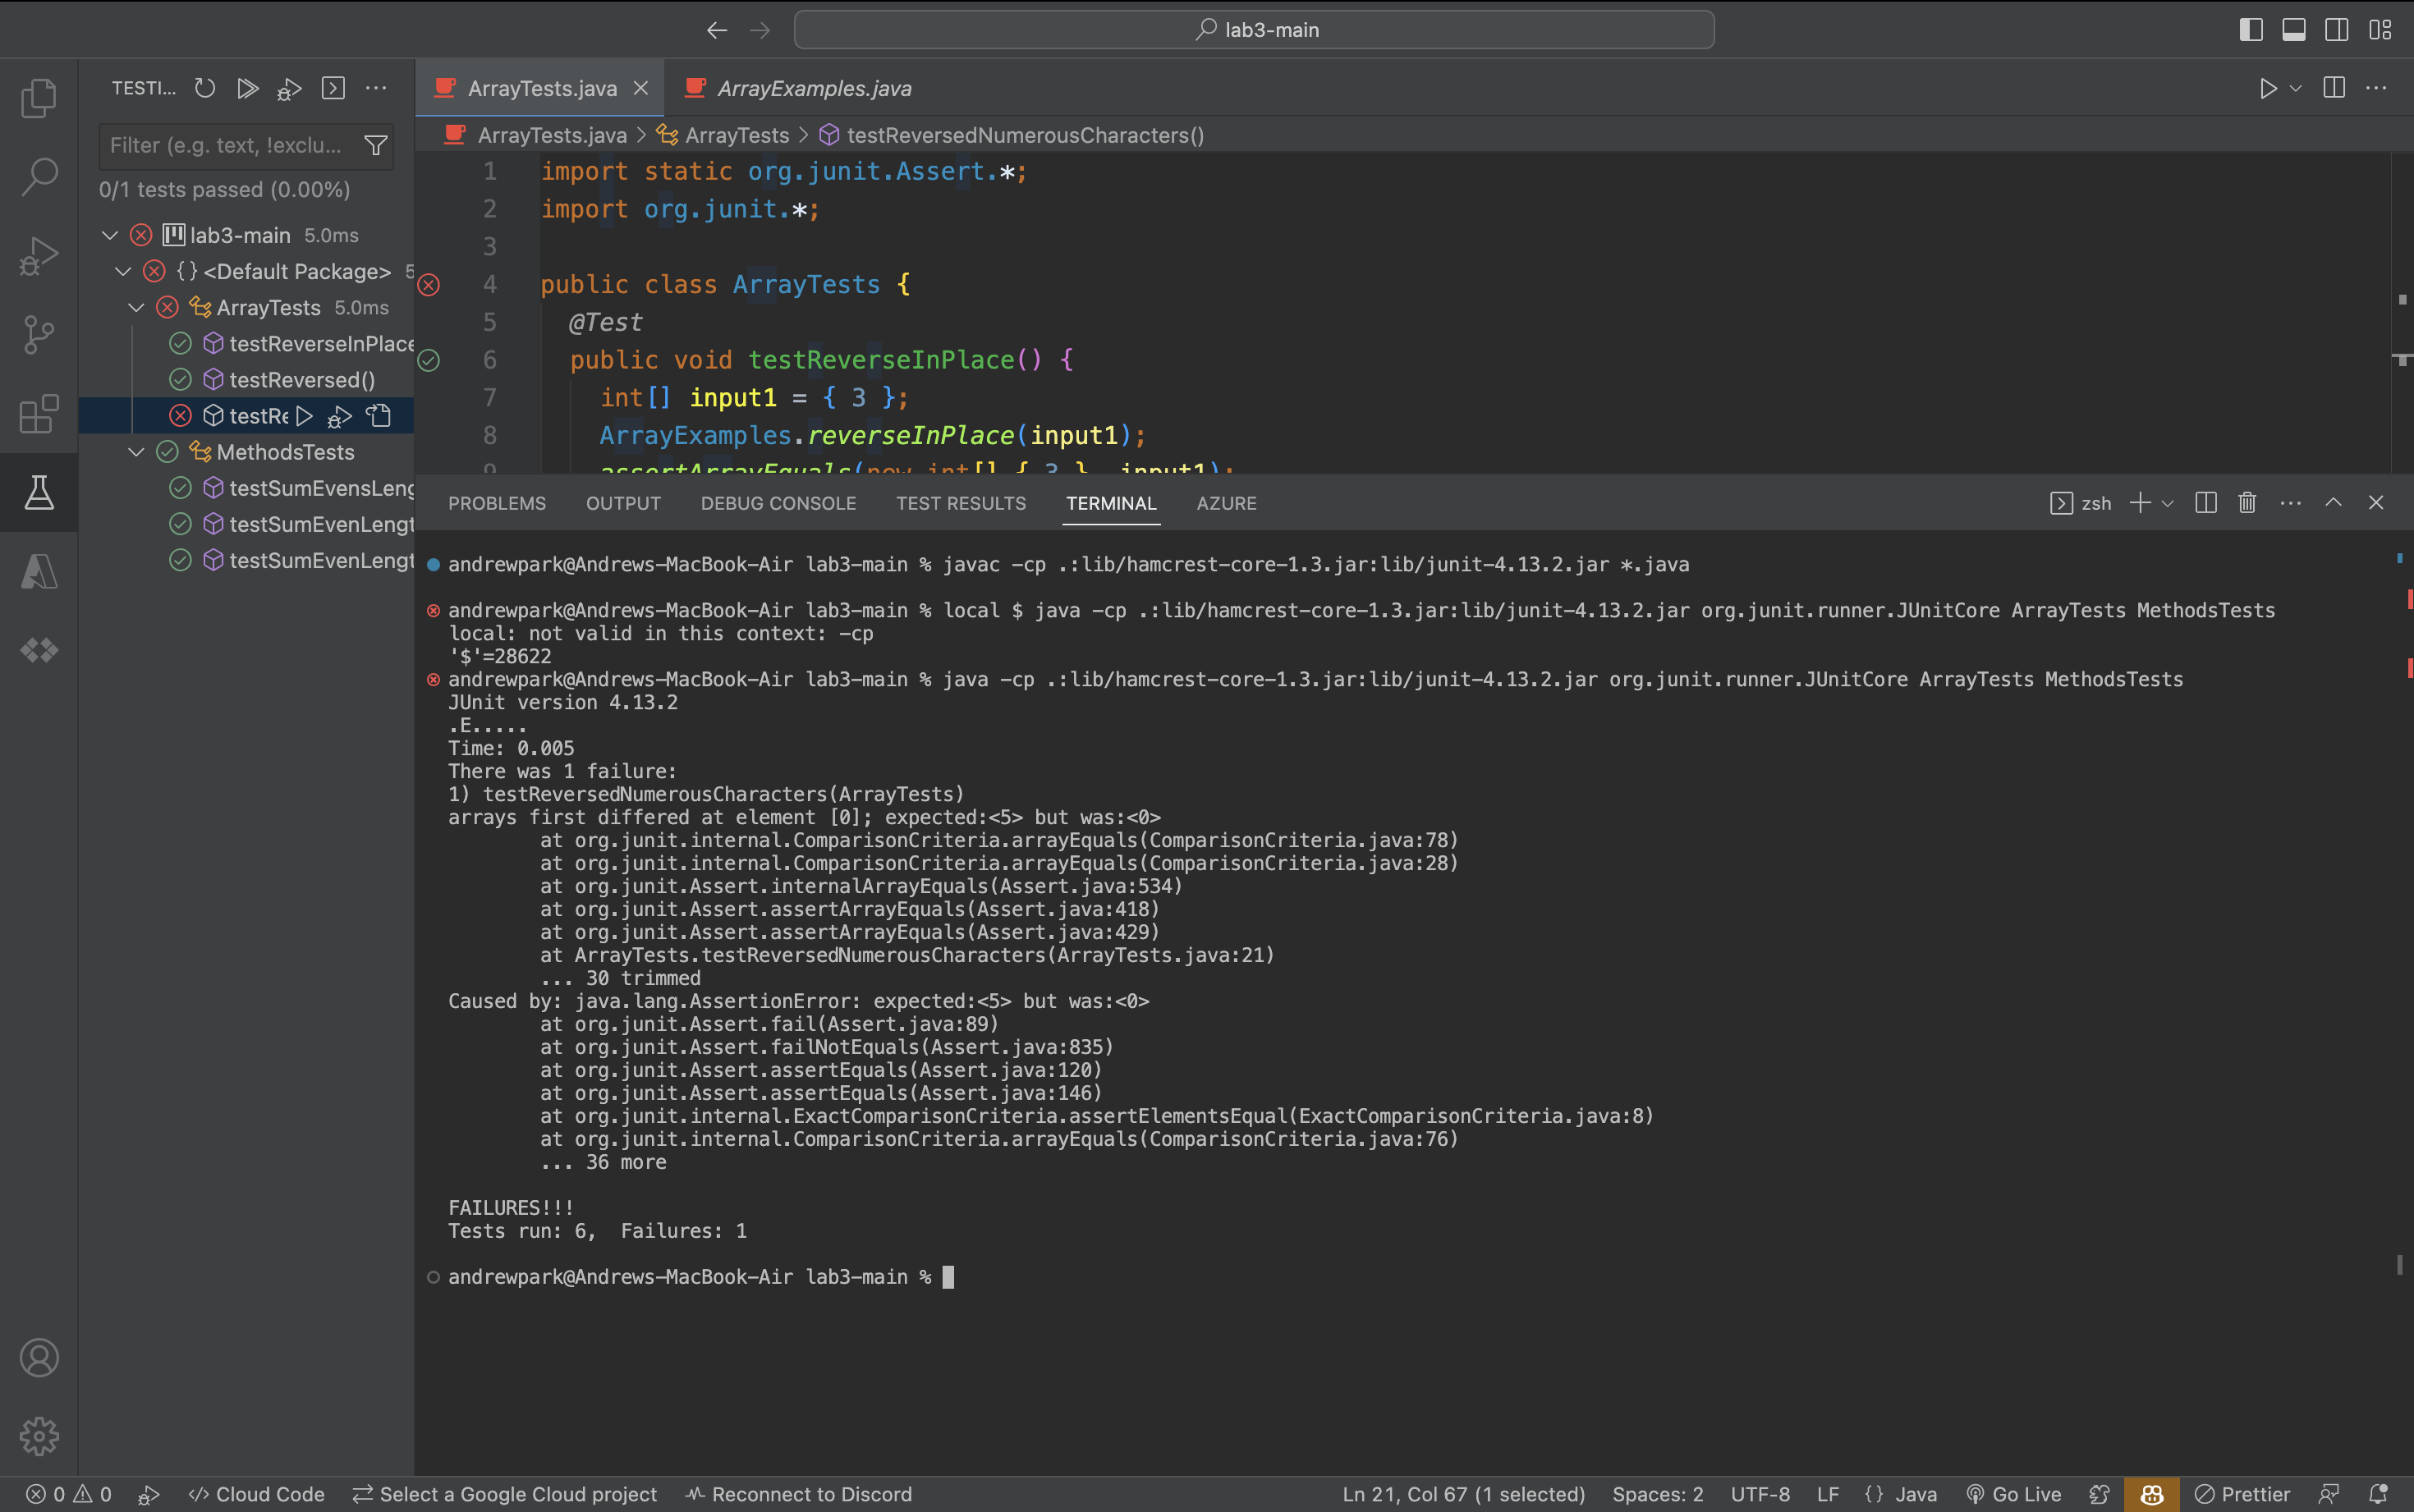 lab3-main
TESTI...
ArrayTests.java
ArrayExamples.java
Filter (e.g. text, !exclu...
0/1 tests passed (0.00%)
lab3-main 5.0ms
{} <Default Package> 5
ArrayTests 5.0ms
testReverseInPlace
testReversed()
testRe
MethodsTests
testSumEvensLeng
testSumEvenLengt
testSumEvenLengt
ArrayTests.java > ArrayTests > testReversedNumerousCharacters()
1 import static org.junit.Assert.*;
2 import org.junit.*;
3
4 public class ArrayTests {
5 @Test
6 public void testReverseInPlace() {
7 int[] input1 = { 3 };
8 ArrayExamples.reverseInPlace(input1);
9 assertArrayEquals(new int[] { 3 }, input1);
PROBLEMS OUTPUT DEBUG CONSOLE TEST RESULTS TERMINAL AZURE
zsh
andrewpark@Andrews-MacBook-Air lab3-main % javac -cp .:lib/hamcrest-core-1.3.jar:lib/junit-4.13.2.jar *.java
andrewpark@Andrews-MacBook-Air lab3-main % local $ java -cp .:lib/hamcrest-core-1.3.jar:lib/junit-4.13.2.jar org.junit.runner.JUnitCore ArrayTests MethodsTests
local: not valid in this context: -cp
'$'=28622
andrewpark@Andrews-MacBook-Air lab3-main % java -cp .:lib/hamcrest-core-1.3.jar:lib/junit-4.13.2.jar org.junit.runner.JUnitCore ArrayTests MethodsTests
JUnit version 4.13.2
.E.....
Time: 0.005
There was 1 failure:
1) testReversedNumerousCharacters(ArrayTests)
arrays first differed at element [0]; expected:<5> but was:<0>
at org.junit.internal.ComparisonCriteria.arrayEquals(ComparisonCriteria.java:78)
at org.junit.internal.ComparisonCriteria.arrayEquals(ComparisonCriteria.java:28)
at org.junit.Assert.internalArrayEquals(Assert.java:534)
at org.junit.Assert.assertArrayEquals(Assert.java:418)
at org.junit.Assert.assertArrayEquals(Assert.java:429)
at ArrayTests.testReversedNumerousCharacters(ArrayTests.java:21)
... 30 trimmed
Caused by: java.lang.AssertionError: expected:<5> but was:<0>
at org.junit.Assert.fail(Assert.java:89)
at org.junit.Assert.failNotEquals(Assert.java:835)
at org.junit.Assert.assertEquals(Assert.java:120)
at org.junit.Assert.assertEquals(Assert.java:146)
at org.junit.internal.ExactComparisonCriteria.assertElementsEqual(ExactComparisonCriteria.java:8)
at org.junit.internal.ComparisonCriteria.arrayEquals(ComparisonCriteria.java:76)
... 36 more
FAILURES!!!
Tests run: 6,  Failures: 1
andrewpark@Andrews-MacBook-Air lab3-main %
0 0 Cloud Code Select a Google Cloud project Reconnect to Discord Ln 21, Col 67 (1 selected) Spaces: 2 UTF-8 LF {} Java Go Live Prettier